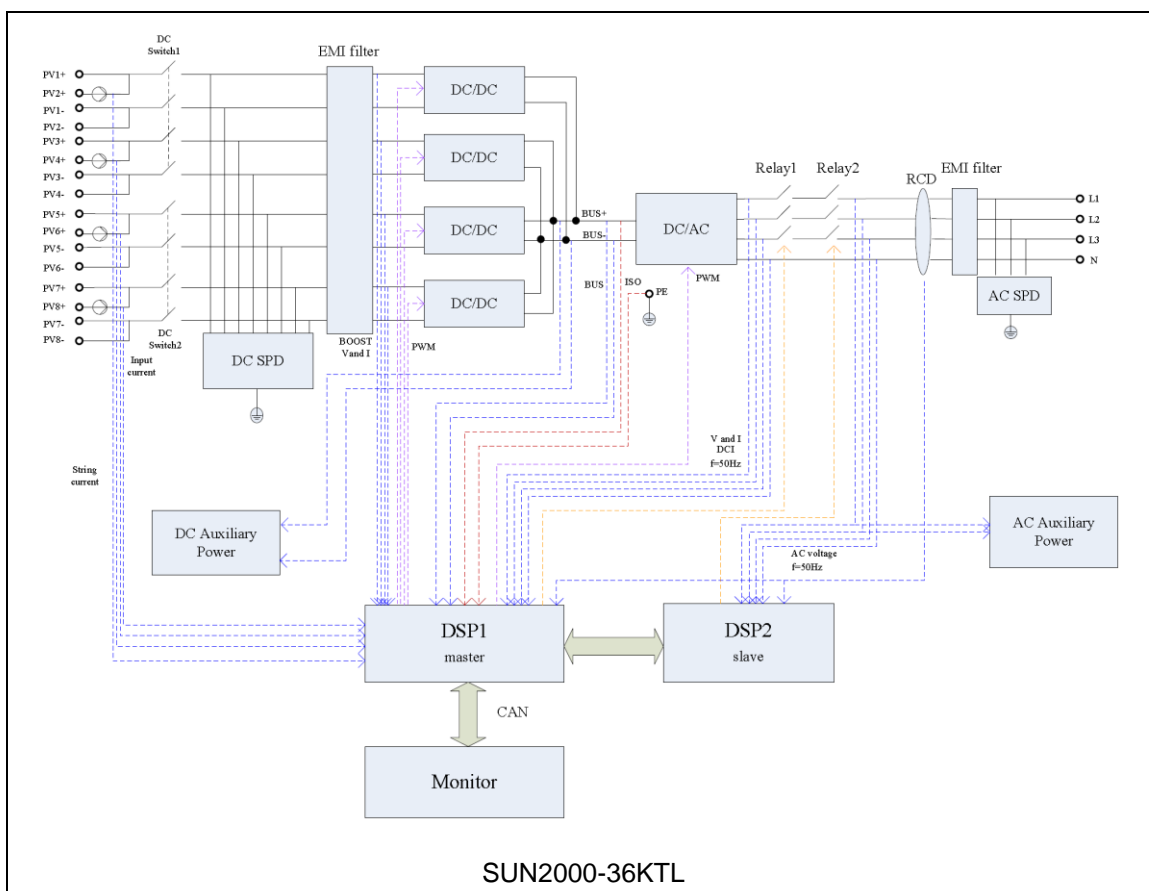 DC
Switch1
EMI filter
PV1+
PV2+
PV1-
PV2-
PV3+
PV4+
PV3-
PV4-
PV5+
PV6+
PV5-
PV6-
PV7+
PV8+
PV7-
PV8-
DC
Switch2
DC/DC
DC/DC
DC/DC
DC/DC
BOOST
Vand I
PWM
DC SPD
Input
current
String
current
BUS+
BUS-
BUS
ISO
PE
DC/AC
PWM
Relay1
Relay2
RCD
EMI filter
L1
L2
L3
N
AC SPD
V and I
DCI
f=50Hz
DC Auxiliary
Power
AC voltage
f=50Hz
AC Auxiliary
Power
DSP1
master
DSP2
slave
CAN
Monitor
SUN2000-36KTL